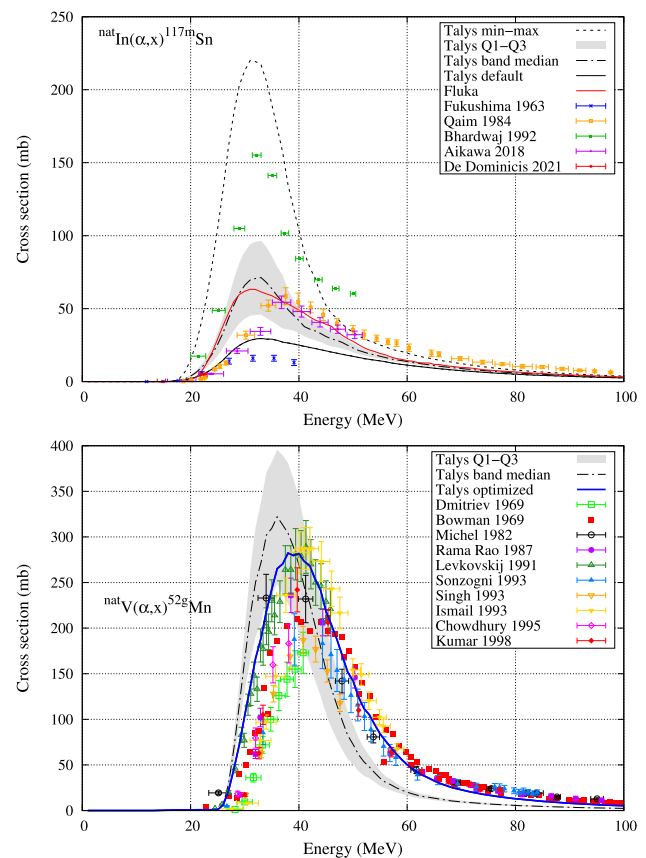 natIn(α,x)117mSn
Talys min−max
Talys Q1−Q3
Talys band median
Talys default
Fluka
Fukushima 1963
Qaim 1984
Bhardwaj 1992
Aikawa 2018
De Dominicis 2021
Cross section (mb)
250
200
150
100
50
0
0 20 40 60 80 100
Energy (MeV)
natV(α,x)52gMn
Talys Q1−Q3
Talys band median
Talys optimized
Dmitriev 1969
Bowman 1969
Michel 1982
Rama Rao 1987
Levkovskij 1991
Sonzogni 1993
Singh 1993
Ismail 1993
Chowdhury 1995
Kumar 1998
Cross section (mb)
400
350
300
250
200
150
100
50
0
0 20 40 60 80 100
Energy (MeV)